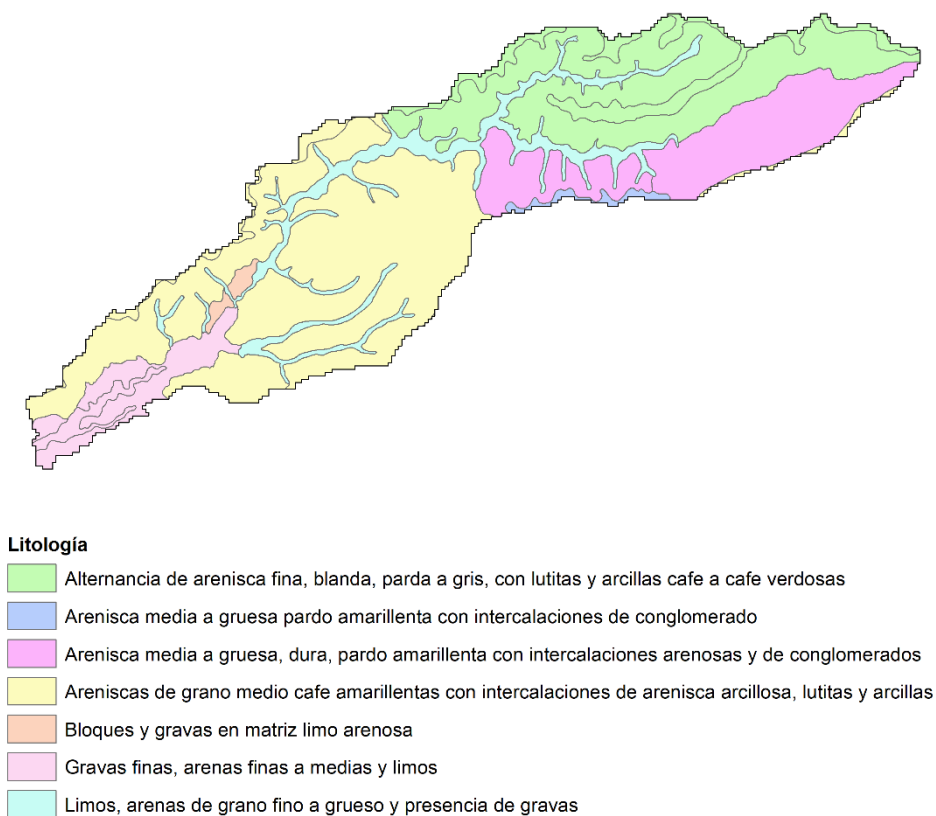 Litología
Alternancia de arenisca fina, blanda, parda a gris, con lutitas y arcillas cafe a cafe verdosas
Arenisca media a gruesa pardo amarillenta con intercalaciones de conglomerado
Arenisca media a gruesa, dura, pardo amarillenta con intercalaciones arenosas y de conglomerados
Areniscas de grano medio cafe amarillentas con intercalaciones de arenisca arcillosa, lutitas y arcillas
Bloques y gravas en matriz limo arenosa
Gravas finas, arenas finas a medias y limos
Limos, arenas de grano fino a grueso y presencia de gravas